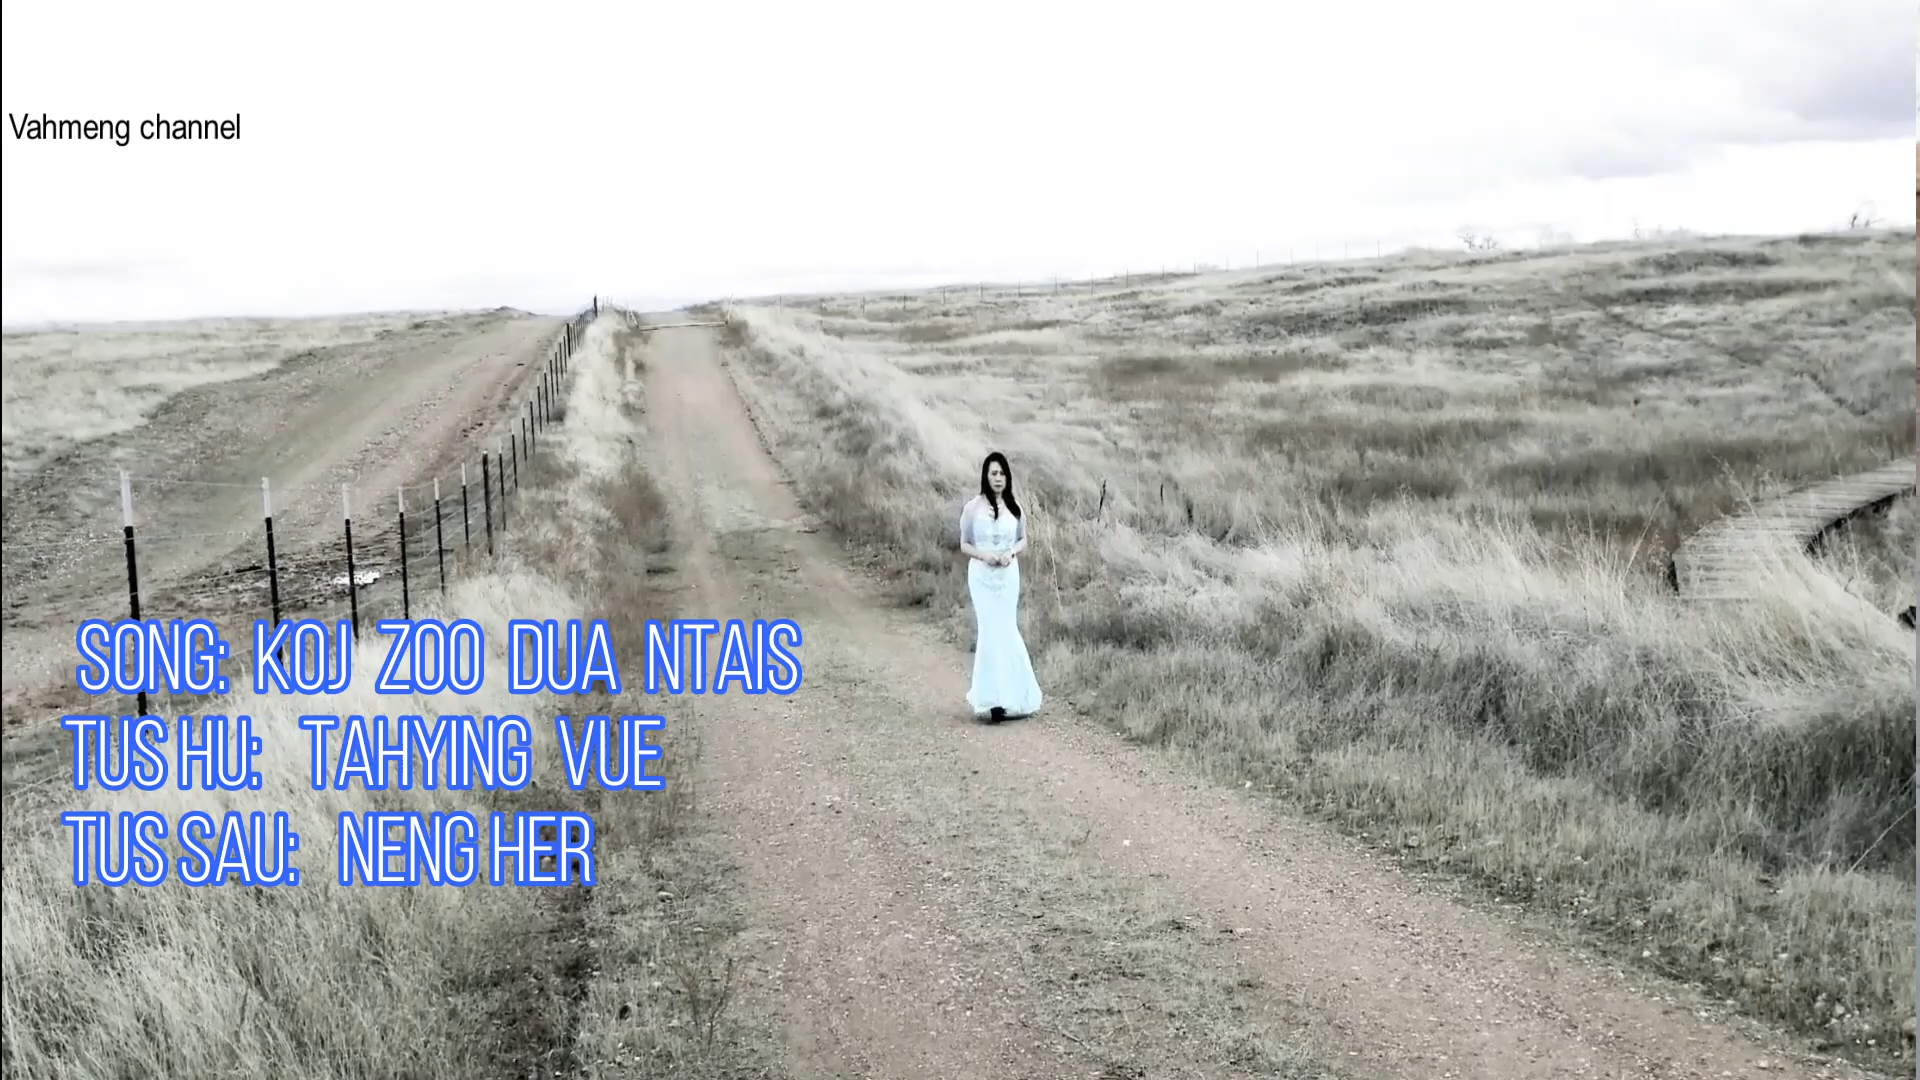 Vahmeng channel
SONG: KOJ ZOO DUA NTAIS
TUS HU: TAHYING VUE
TUS SAU: NENG HER